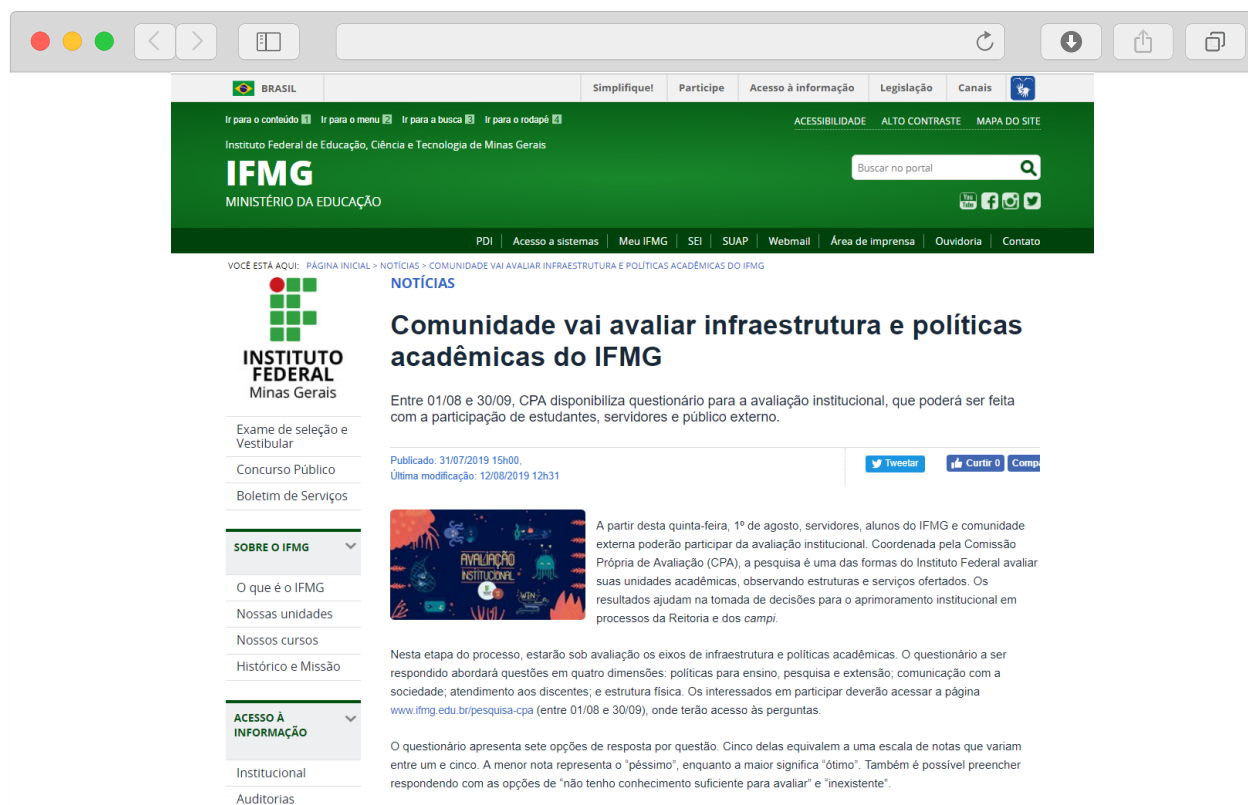 BRASIL
Simplifique! Participe Acesso à informação Legislação Canais
Ir para o conteúdo 1 Ir para o menu 2 Ir para a busca 3 Ir para o rodapé 4
ACESSIBILIDADE ALTO CONTRASTE MAPA DO SITE
Instituto Federal de Educação, Ciência e Tecnologia de Minas Gerais
IFMG
MINISTÉRIO DA EDUCAÇÃO
Buscar no portal
You Tube
PDI Acesso a sistemas Meu IFMG SEI SUAP Webmail Área de imprensa Ouvidoria Contato
VOCÊ ESTÁ AQUI: PÁGINA INICIAL > NOTÍCIAS > COMUNIDADE VAI AVALIAR INFRAESTRUTURA E POLÍTICAS ACADÊMICAS DO IFMG
INSTITUTO
FEDERAL
Minas Gerais
Exame de seleção e
Vestibular
Concurso Público
Boletim de Serviços
SOBRE O IFMG
O que é o IFMG
Nossas unidades
Nossos cursos
Histórico e Missão
ACESSO À
INFORMAÇÃO
Institucional
Auditorias
NOTÍCIAS
Comunidade vai avaliar infraestrutura e políticas
acadêmicas do IFMG
Entre 01/08 e 30/09, CPA disponibiliza questionário para a avaliação institucional, que poderá ser feita
com a participação de estudantes, servidores e público externo.
Publicado: 31/07/2019 15h00,
Última modificação: 12/08/2019 12h31
Tweetar Curtir 0 Compa
AVALIAÇÃO
INSTITUCIONAL
WIN
A partir desta quinta-feira, 1º de agosto, servidores, alunos do IFMG e comunidade
externa poderão participar da avaliação institucional. Coordenada pela Comissão
Própria de Avaliação (CPA), a pesquisa é uma das formas do Instituto Federal avaliar
suas unidades acadêmicas, observando estruturas e serviços ofertados. Os
resultados ajudam na tomada de decisões para o aprimoramento institucional em
processos da Reitoria e dos campi.
Nesta etapa do processo, estarão sob avaliação os eixos de infraestrutura e políticas acadêmicas. O questionário a ser
respondido abordará questões em quatro dimensões: políticas para ensino, pesquisa e extensão; comunicação com a
sociedade; atendimento aos discentes; e estrutura física. Os interessados em participar deverão acessar a página
www.ifmg.edu.br/pesquisa-cpa (entre 01/08 e 30/09), onde terão acesso às perguntas.
O questionário apresenta sete opções de resposta por questão. Cinco delas equivalem a uma escala de notas que variam
entre um e cinco. A menor nota representa o “péssimo”, enquanto a maior significa “ótimo”. Também é possível preencher
respondendo com as opções de “não tenho conhecimento suficiente para avaliar” e “inexistente”.